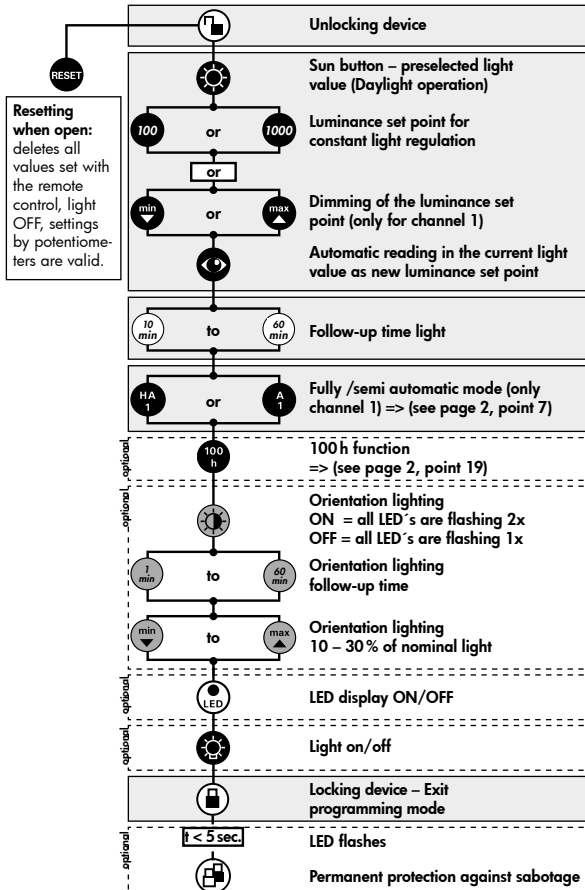 Unlocking device
RESET
Resetting
when open:
deletes all
values set with
the remote
control, light
OFF, settings
by potentiome-
ters are valid.
Sun button – preselected light
value (Daylight operation)
100 or 1000
Luminance set point for
constant light regulation
or
min or max
Dimming of the luminance set
point (only for channel 1)
Automatic reading in the current light
value as new luminance set point
10 min to 60 min
Follow-up time light
HA 1 or A 1
Fully /semi automatic mode (only
channel 1) => (see page 2, point 7)
optional
100 h
100 h function
=> (see page 2, point 19)
optional
Orientation lighting
ON = all LED´s are flashing 2x
OFF = all LED´s are flashing 1x
1 min to 60 min
Orientation lighting
follow-up time
min to max
Orientation lighting
10 – 30 % of nominal light
optional
LED
LED display ON/OFF
optional
Light on/off
Locking device – Exit
programming mode
optional
t < 5 sec.
LED flashes
Permanent protection against sabotage